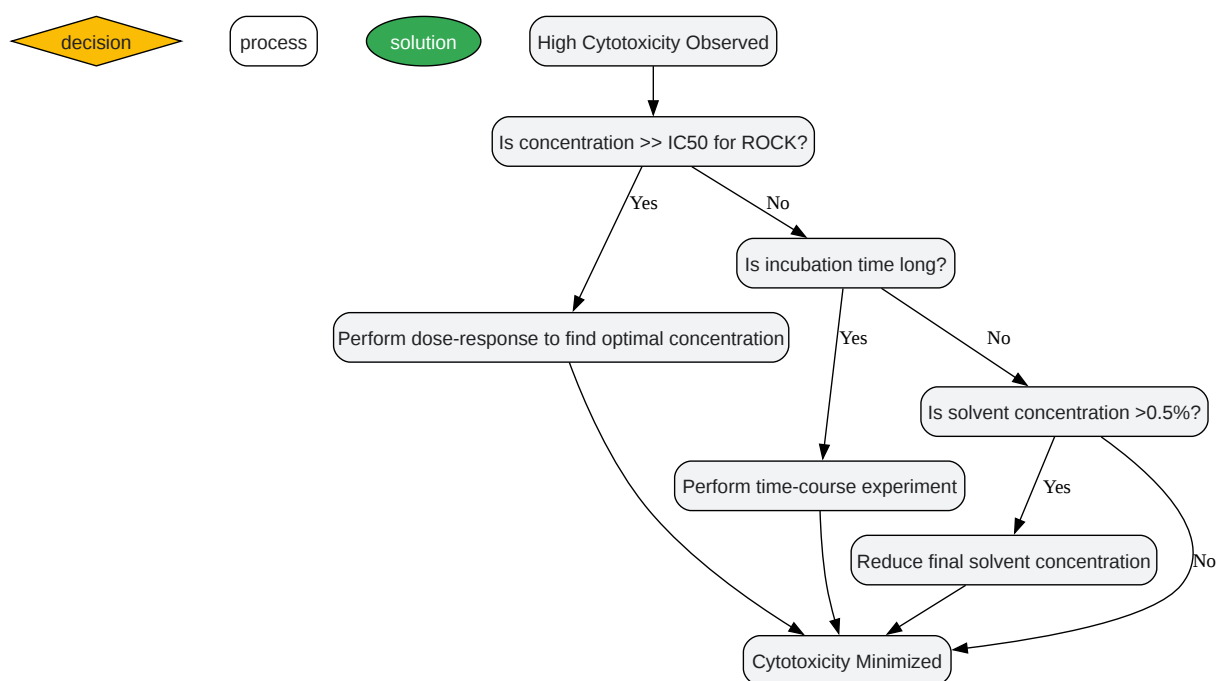 decision
process
solution
High Cytotoxicity Observed
Is concentration >> IC50 for ROCK?
Yes
No
Is incubation time long?
Perform dose-response to find optimal concentration
Yes
No
Is solvent concentration >0.5%?
Perform time-course experiment
Yes
Reduce final solvent concentration
No
Cytotoxicity Minimized